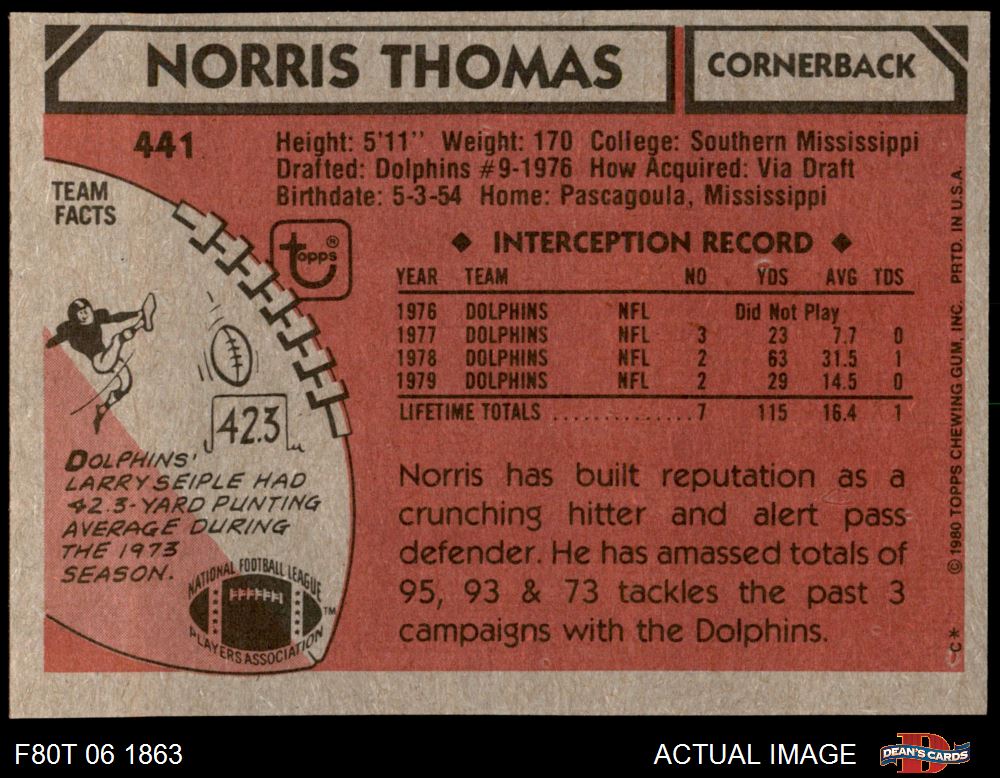 NORRIS THOMAS
CORNERBACK
441
Height: 5'11" Weight: 170 College: Southern Mississippi
Drafted: Dolphins #9-1976 How Acquired: Via Draft
Birthdate: 5-3-54 Home: Pascagoula, Mississippi
TEAM
FACTS
topps®
◆ INTERCEPTION RECORD ◆
YEAR TEAM NO YDS AVG TDS
1976 DOLPHINS NFL Did Not Play
1977 DOLPHINS NFL 3 23 7.7 0
1978 DOLPHINS NFL 2 63 31.5 1
1979 DOLPHINS NFL 2 29 14.5 0
LIFETIME TOTALS ............. 7 115 16.4 1
42.3
DOLPHINS'
LARRY SEIPLE HAD
42.3-YARD PUNTING
AVERAGE DURING
THE 1973
SEASON.
NATIONAL FOOTBALL LEAGUE
PLAYERS ASSOCIATION
TM
Norris has built reputation as a
crunching hitter and alert pass
defender. He has amassed totals of
95, 93 & 73 tackles the past 3
campaigns with the Dolphins.
C* © 1980 TOPPS CHEWING GUM, INC. PRTD. IN U.S.A.
F80T 06 1863
ACTUAL IMAGE
DEAN'S CARDS